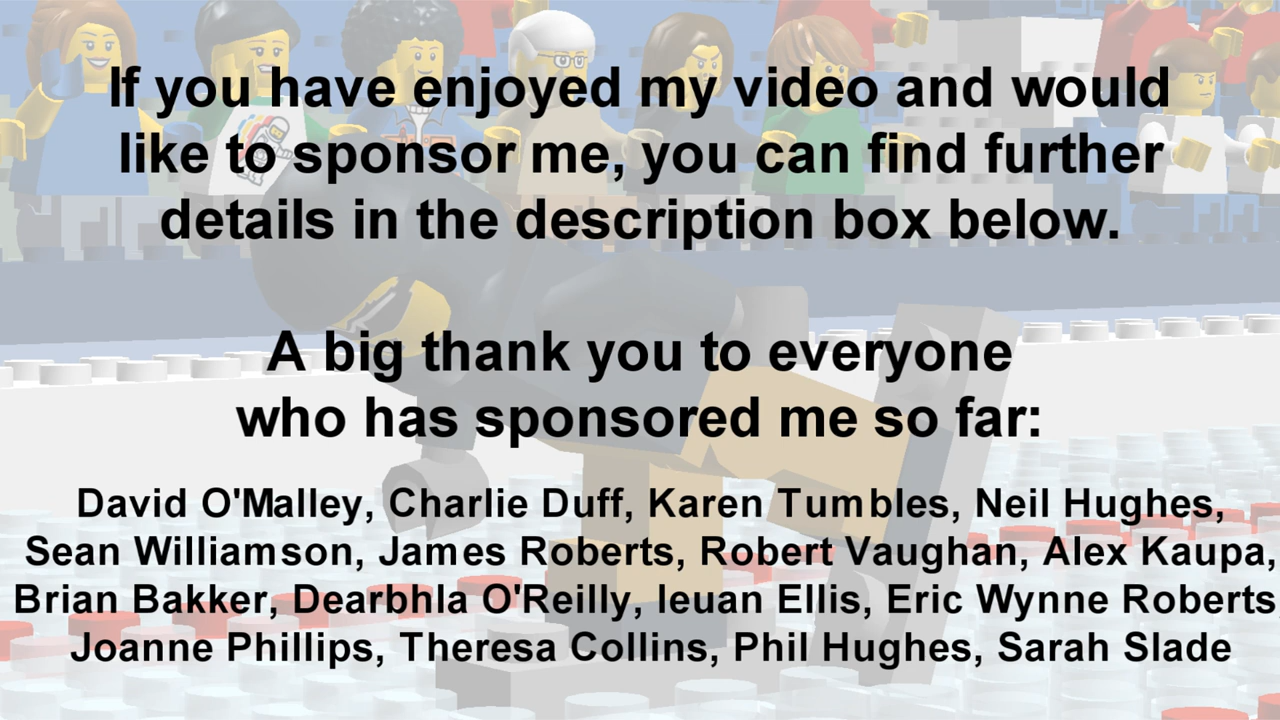 If you have enjoyed my video and would
like to sponsor me, you can find further
details in the description box below.
A big thank you to everyone
who has sponsored me so far:
David O'Malley, Charlie Duff, Karen Tumbles, Neil Hughes,
Sean Williamson, James Roberts, Robert Vaughan, Alex Kaupa,
Brian Bakker, Dearbhla O'Reilly, Ieuan Ellis, Eric Wynne Roberts,
Joanne Phillips, Theresa Collins, Phil Hughes, Sarah Slade